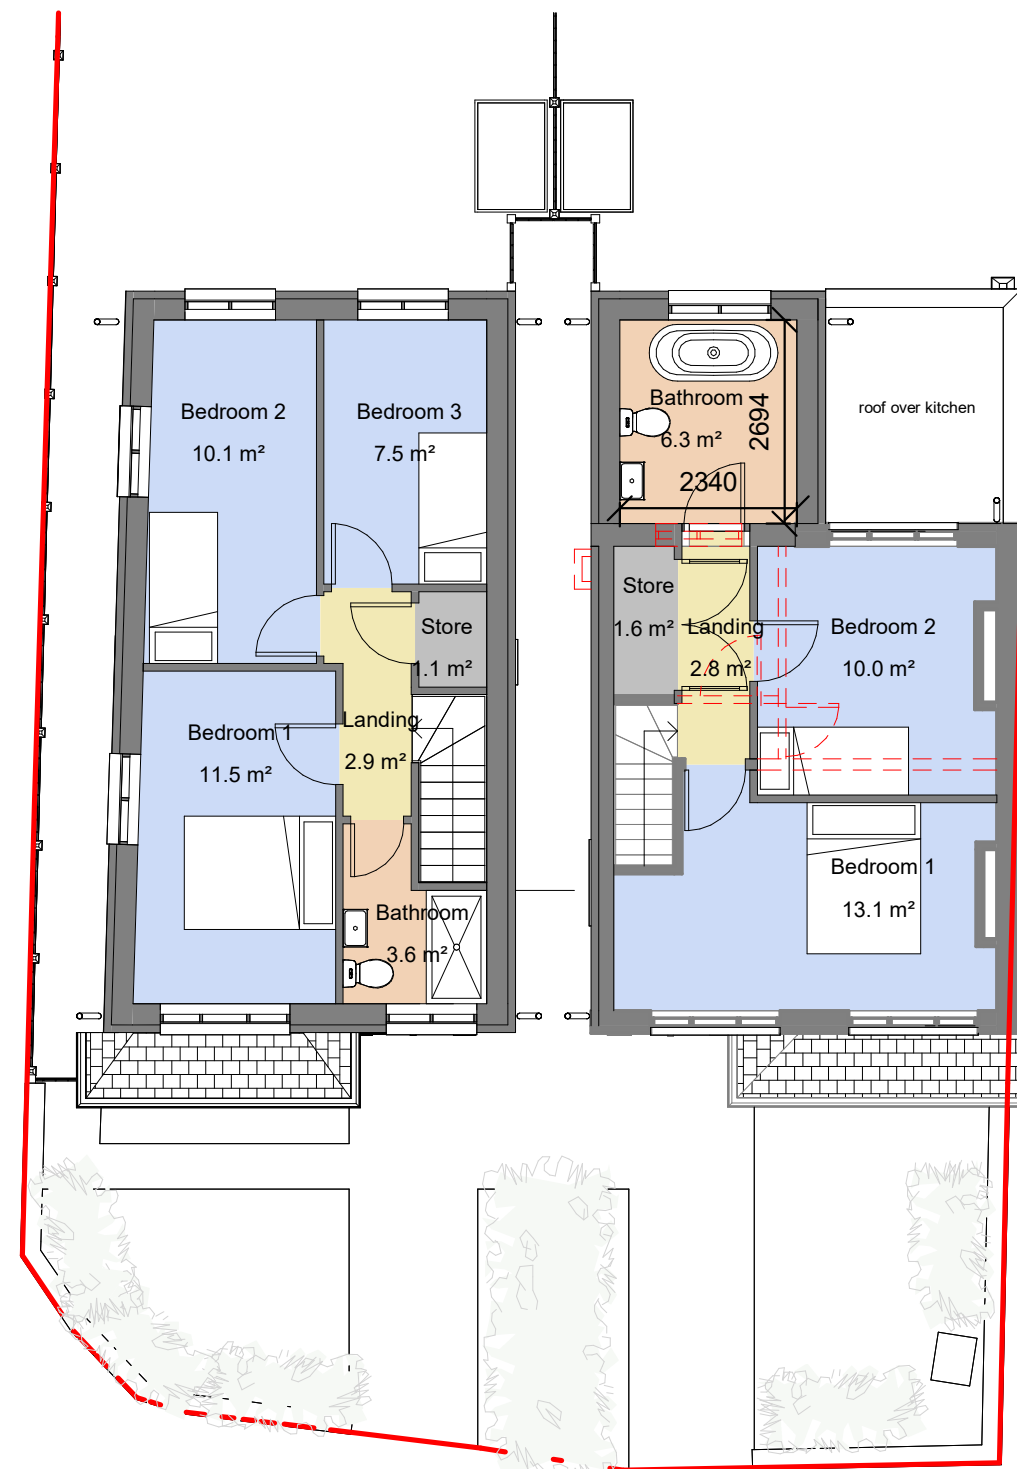 Bedroom 2
10.1 m²
Bedroom 3
7.5 m²
Store
1.1 m²
Landing
2.9 m²
Bedroom 1
11.5 m²
Bathroom
3.6 m²
Bathroom
6.3 m²
2694
2340
roof over kitchen
Store
1.6 m²
Landing
2.8 m²
Bedroom 2
10.0 m²
Bedroom 1
13.1 m²